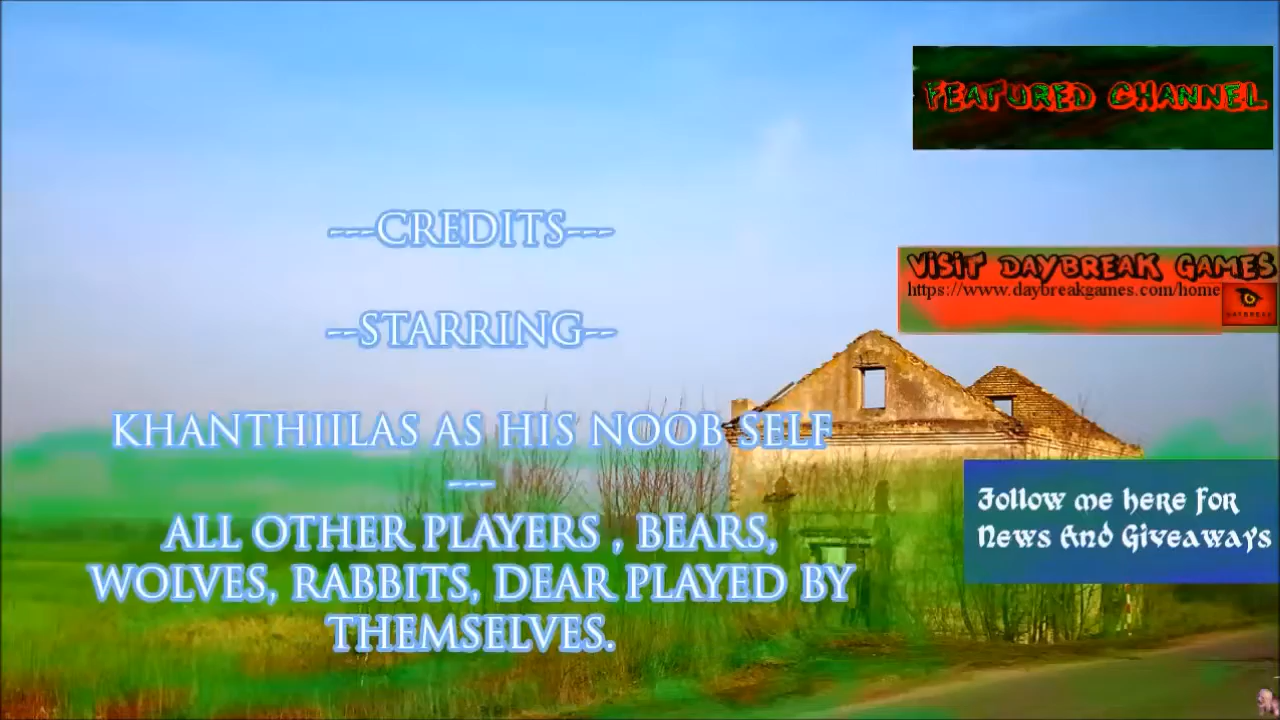 FEATURED CHANNEL
---CREDITS---
VISIT DAYBREAK GAMES
https://www.daybreakgames.com/home
DAYBREAK
--STARRING--
KHANTHIILAS AS HIS NOOB SELF
---
Follow me here for
News And Giveaways
ALL OTHER PLAYERS , BEARS,
WOLVES, RABBITS, DEAR PLAYED BY
THEMSELVES.